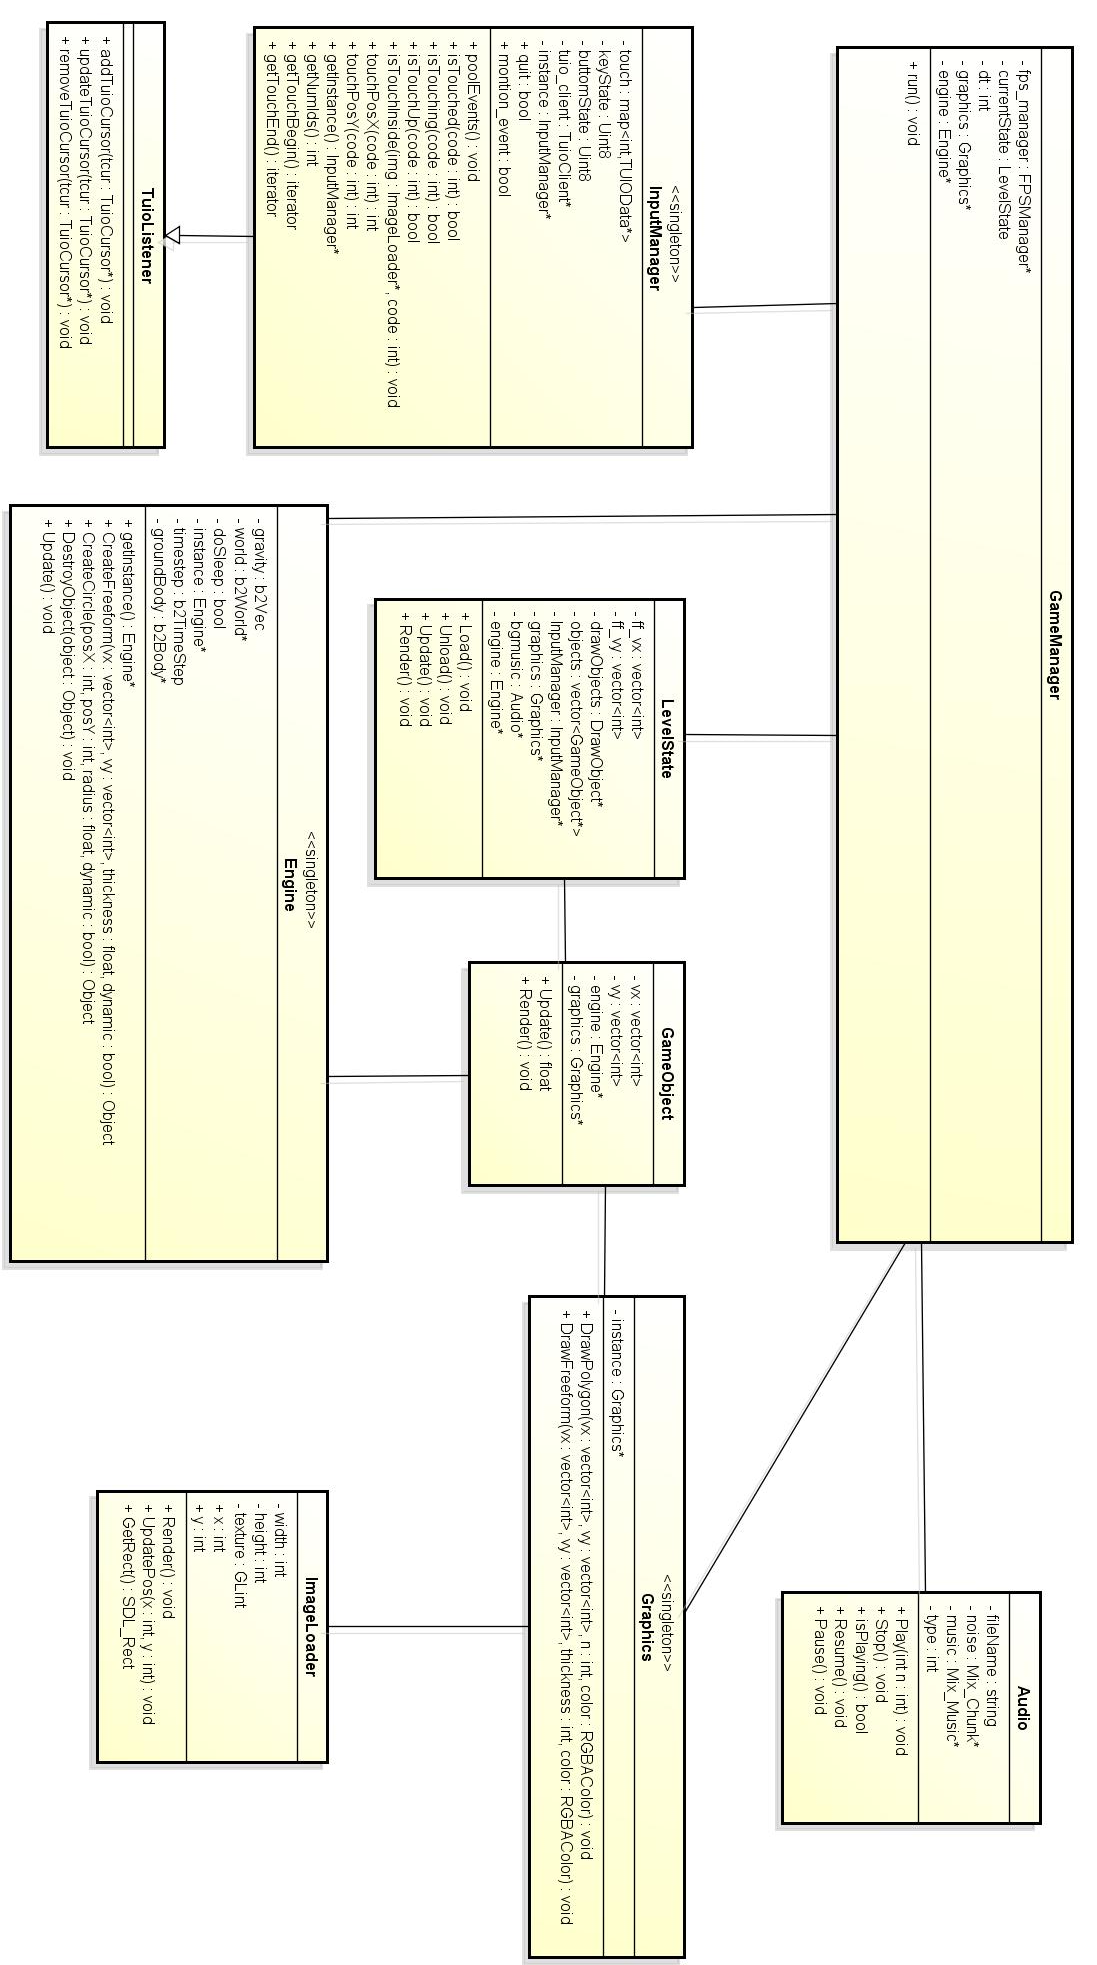 GameManager
- fps_manager : FPSManager*
- currentState : LevelState
- dt : int
- graphics : Graphics*
- engine : Engine*
+ run() : void
<<singleton>>
InputManager
- touch : map<int,TUIOData*>
- keyState : Uint8
- buttomState : Uint8
- tuio_client : TuioClient*
- instance : InputManager*
+ quit : bool
+ montion_event : bool
+ poolEvents() : void
+ isTouched(code : int) : bool
+ isTouching(code : int) : bool
+ isTouchUp(code : int) : bool
+ isTouchInside(img : ImageLoader*, code : int) : void
+ touchPosX(code : int) : int
+ touchPosY(code : int) : int
+ getInstance() : InputManager*
+ getNumIds() : int
+ getTouchBegin() : iterator
+ getTouchEnd() : iterator
TuioListener
+ addTuioCursor(tcur : TuioCursor*) : void
+ updateTuioCursor(tcur : TuioCursor*) : void
+ removeTuioCursor(tcur : TuioCursor*) : void
LevelState
- ff_vx : vector<int>
- ff_vy : vector<int>
- drawObjects : DrawObject*
- objects : vector<GameObject*>
- InputManager : InputManager*
- graphics : Graphics*
- bgmusic : Audio*
- engine : Engine*
+ Load() : void
+ Unload() : void
+ Update() : void
+ Render() : void
<<singleton>>
Engine
- gravity : b2Vec
- world : b2World*
- doSleep : bool
- instance : Engine*
- timestep : b2TimeStep
- groundBody : b2Body*
+ getInstance() : Engine*
+ CreateFreeform(vx : vector<int>, vy : vector<int>, thickness : float, dynamic : bool) : Object
+ CreateCircle(posX : int, posY : int, radius : float, dynamic : bool) : Object
+ DestroyObject(object : Object) : void
+ Update() : void
GameObject
- vx : vector<int>
- vy : vector<int>
- engine : Engine*
- graphics : Graphics*
+ Update() : float
+ Render() : void
<<singleton>>
Graphics
- instance : Graphics*
+ DrawPolygon(vx : vector<int>, vy : vector<int>, n : int, color : RGBAColor) : void
+ DrawFreeform(vx : vector<int>, vy : vector<int>, thickness : int, color : RGBAColor) : void
Audio
- fileName : string
- noise : Mix_Chunk*
- music : Mix_Music*
- type : int
+ Play(int n : int) : void
+ Stop() : void
+ isPlaying() : bool
+ Resume() : void
+ Pause() : void
ImageLoader
- width : int
- height : int
- texture : GLint
+ x : int
+ y : int
+ Render() : void
+ UpdatePos(x : int, y : int) : void
+ GetRect() : SDL_Rect